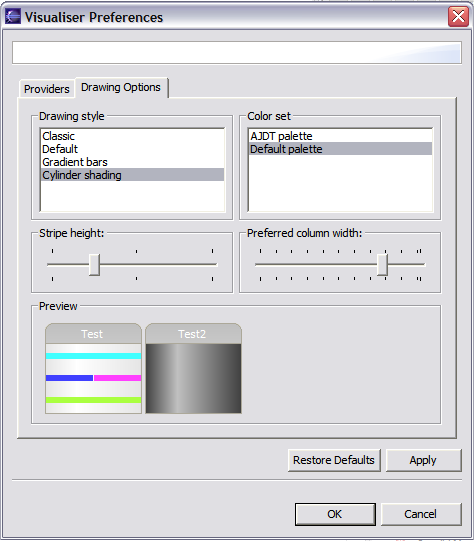 Visualiser Preferences
Providers
Drawing Options
Drawing style
Color set
Classic
Default
Gradient bars
Cylinder shading
AJDT palette
Default palette
Stripe height:
Preferred column width:
Preview
Test
Test2
Restore Defaults
Apply
OK
Cancel